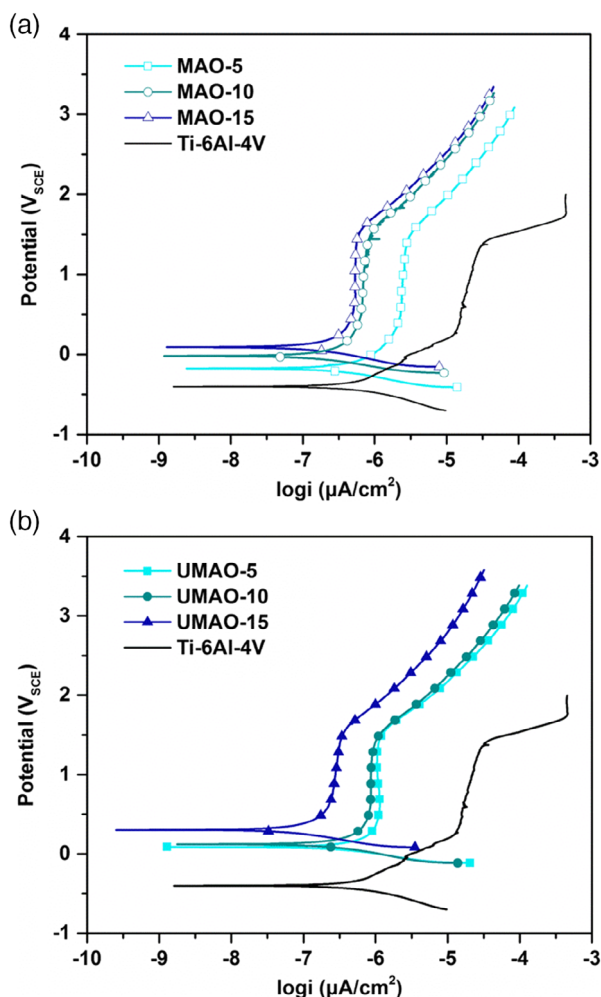 (a)
4
3
2
1
0
-1
Potential (V_SCE)
MAO-5
MAO-10
MAO-15
Ti-6Al-4V
-10 -9 -8 -7 -6 -5 -4 -3
logi (μA/cm²)
(b)
4
3
2
1
0
-1
Potential (V_SCE)
UMAO-5
UMAO-10
UMAO-15
Ti-6Al-4V
-10 -9 -8 -7 -6 -5 -4 -3
logi (μA/cm²)